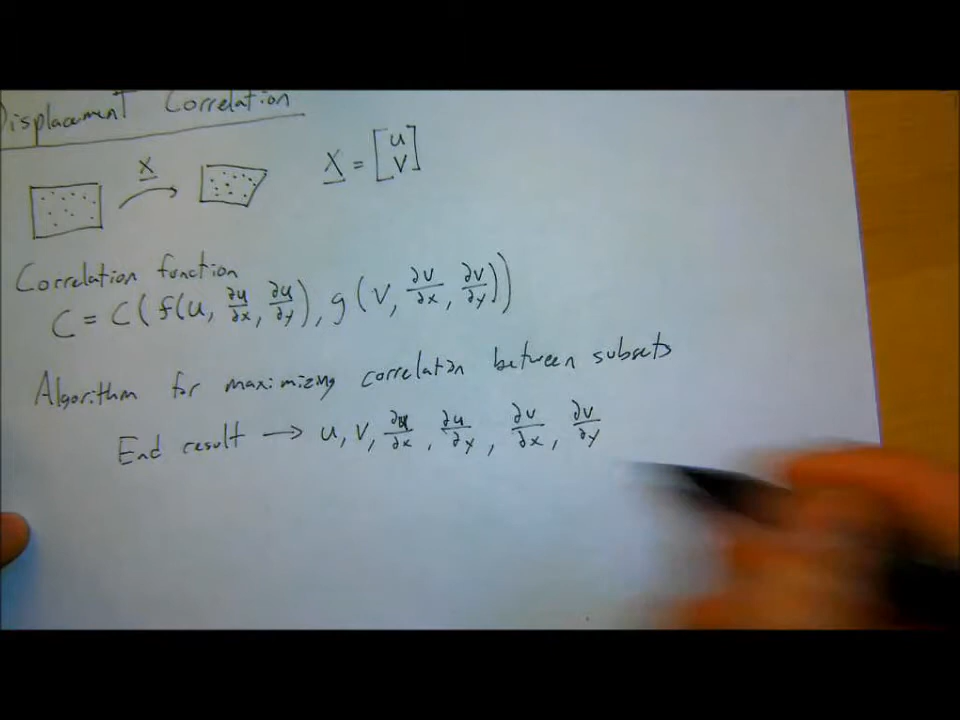 Displacement Correlation
X
X = [u v]
Correlation function
C = C(f(u, ∂u/∂x, ∂u/∂y), g(v, ∂v/∂x, ∂v/∂y))
Algorithm for maximizing correlation between subsets
End result → u, v, ∂u/∂x, ∂u/∂y, ∂v/∂x, ∂v/∂y